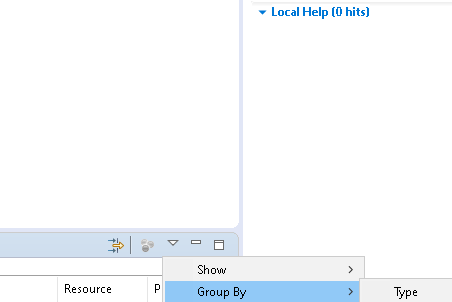 Local Help (0 hits)
Show
Resource
P
Group By
Type